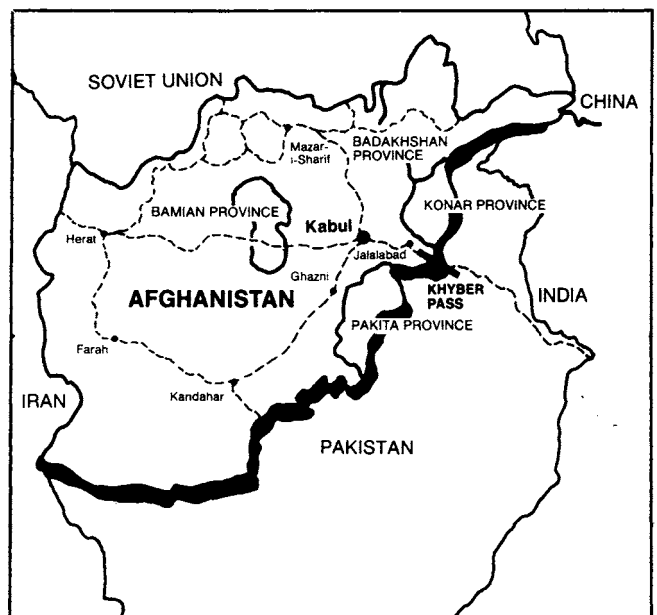 SOVIET UNION
CHINA
Mazar-
i-Sharif
BADAKHSHAN
PROVINCE
BAMIAN PROVINCE
KONAR PROVINCE
Kabul
Herat
Jalalabad
Ghazni
KHYBER
PASS
INDIA
AFGHANISTAN
PAKITA PROVINCE
Farah
IRAN
Kandahar
PAKISTAN